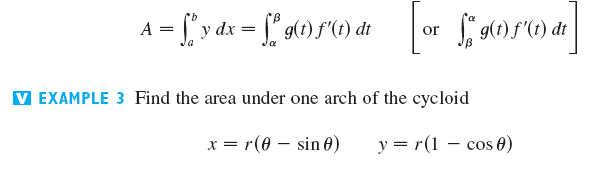 A = ∫ₐᵇ y dx = ∫_α^β g(t) f′(t) dt [or ∫_β^α g(t) f′(t) dt]
V EXAMPLE 3 Find the area under one arch of the cycloid
x = r(θ − sin θ) y = r(1 − cos θ)